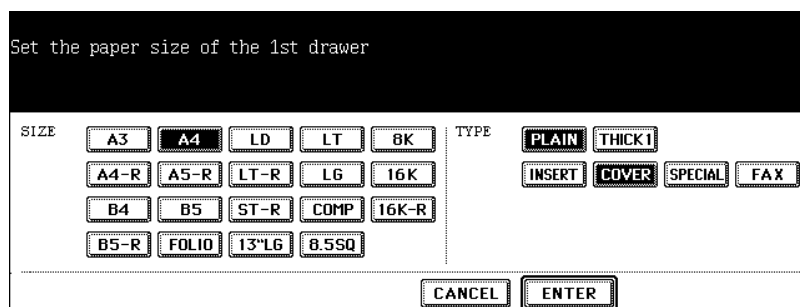 Set the paper size of the 1st drawer
SIZE A3 A4 LD LT 8K TYPE PLAIN THICK1
A4-R A5-R LT-R LG 16K INSERT COVER SPECIAL FAX
B4 B5 ST-R COMP 16K-R
B5-R FOLIO 13"LG 8.5SQ
CANCEL ENTER